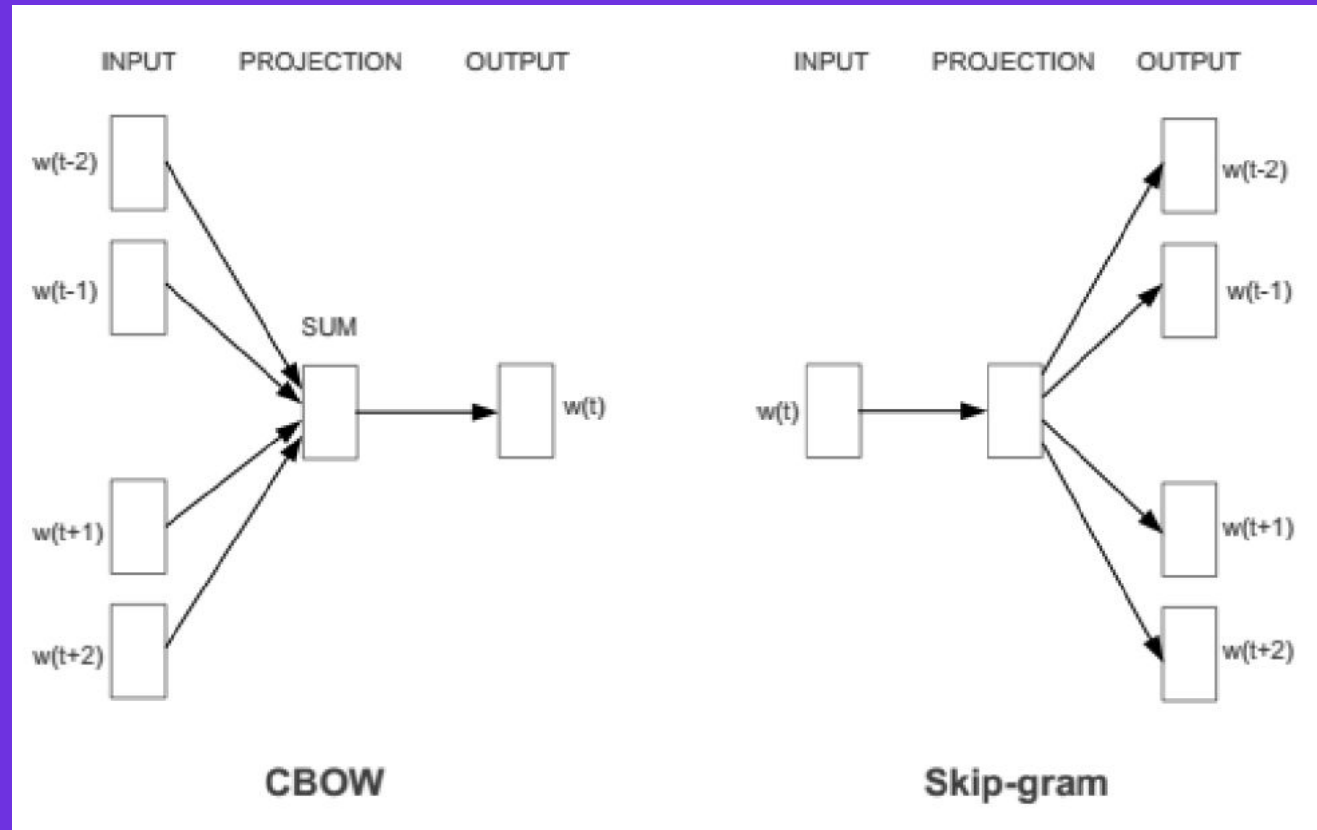 INPUT PROJECTION OUTPUT
w(t-2)
w(t-1)
SUM
w(t)
w(t+1)
w(t+2)
CBOW
INPUT PROJECTION OUTPUT
w(t-2)
w(t-1)
w(t)
w(t+1)
w(t+2)
Skip-gram